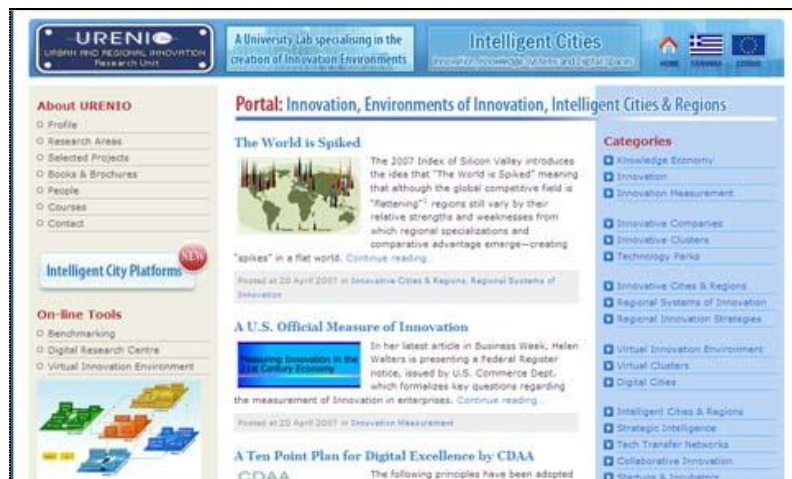 URENIO
URBAN AND REGIONAL INNOVATION
Research Unit
A University Lab specialising in the
creation of Innovation Environments
Intelligent Cities
innovation, knowledge systems and digital spaces
HOME
About URENIO
Profile
Research Areas
Selected Projects
Books & Brochures
People
Courses
Contact
Intelligent City Platforms
NEW
On-line Tools
Benchmarking
Digital Research Centre
Virtual Innovation Environment
Portal: Innovation, Environments of Innovation, Intelligent Cities & Regions
The World is Spiked
The 2007 Index of Silicon Valley introduces
the idea that "The World is Spiked" meaning
that although the global competitive field is
"flattening"¹ regions still vary by their
relative strengths and weaknesses from
which regional specializations and
comparative advantage emerge—creating
"spikes" in a flat world. Continue reading
Posted at 20 April 2007 in Innovative Cities & Regions, Regional Systems of
Innovation
A U.S. Official Measure of Innovation
Measuring Innovation in the
21st Century Economy
In her latest article in Business Week, Helen
Walters is presenting a Federal Register
notice, issued by U.S. Commerce Dept.
which formalizes key questions regarding
the measurement of Innovation in enterprises. Continue reading
Posted at 20 April 2007 in Innovation Measurement
A Ten Point Plan for Digital Excellence by CDAA
CDAA
The following principles have been adopted
Categories
Knowledge Economy
Innovation
Innovation Measurement
Innovative Companies
Innovative Clusters
Technology Parks
Innovative Cities & Regions
Regional Systems of Innovation
Regional Innovation Strategies
Virtual Innovation Environment
Virtual Clusters
Digital Cities
Intelligent Cities & Regions
Strategic Intelligence
Tech Transfer Networks
Collaborative Innovation
Startups & Incubators